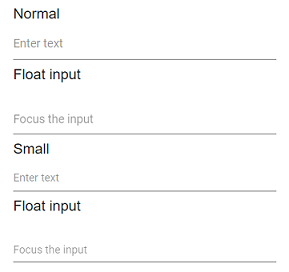 Normal
Enter text
Float input
Focus the input
Small
Enter text
Float input
Focus the input